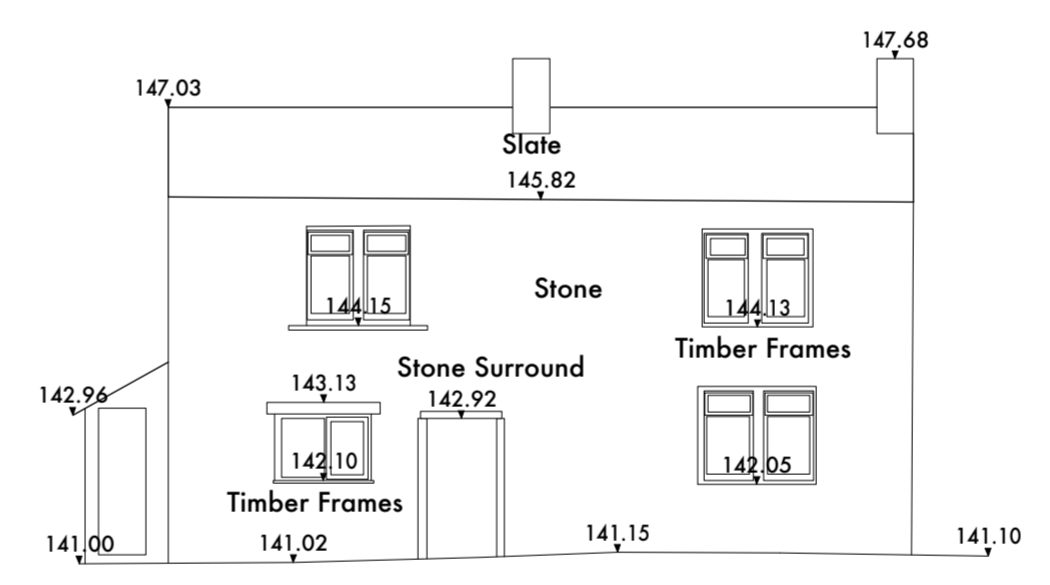 147.68
147.03
Slate
145.82
Stone
144.15
144.13
Timber Frames
Stone Surround
143.13
142.96
142.92
142.10
142.05
Timber Frames
141.15
141.00
141.02
141.10